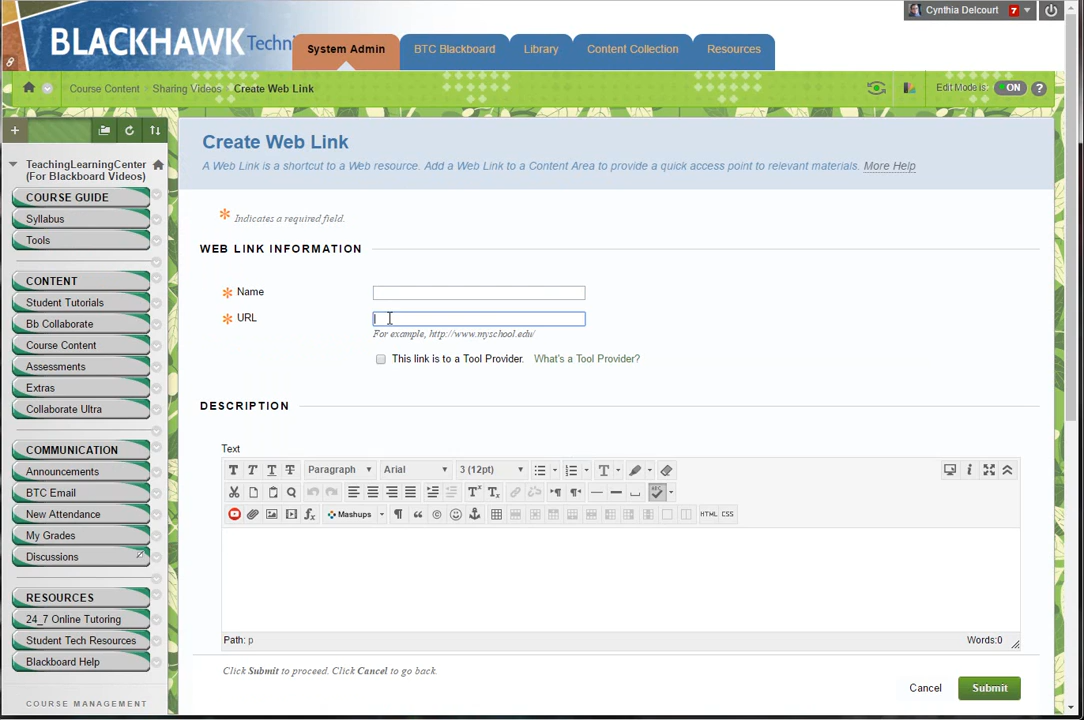 Cynthia Delcourt 7
BLACKHAWK Techni
System Admin BTC Blackboard Library Content Collection Resources
Course Content Sharing Videos Create Web Link Edit Mode is: ON ?
TeachingLearningCenter
(For Blackboard Videos)
COURSE GUIDE
Syllabus
Tools
CONTENT
Student Tutorials
Bb Collaborate
Course Content
Assessments
Extras
Collaborate Ultra
COMMUNICATION
Announcements
BTC Email
New Attendance
My Grades
Discussions
RESOURCES
24_7 Online Tutoring
Student Tech Resources
Blackboard Help
COURSE MANAGEMENT
Create Web Link
A Web Link is a shortcut to a Web resource. Add a Web Link to a Content Area to provide a quick access point to relevant materials. More Help
* Indicates a required field.
WEB LINK INFORMATION
* Name
* URL
For example, http://www.myschool.edu/
This link is to a Tool Provider. What's a Tool Provider?
DESCRIPTION
Text
T T T T Paragraph Arial 3 (12pt) T
ABC
Mashups HTML CSS
Path: p Words:0
Click Submit to proceed. Click Cancel to go back.
Cancel Submit